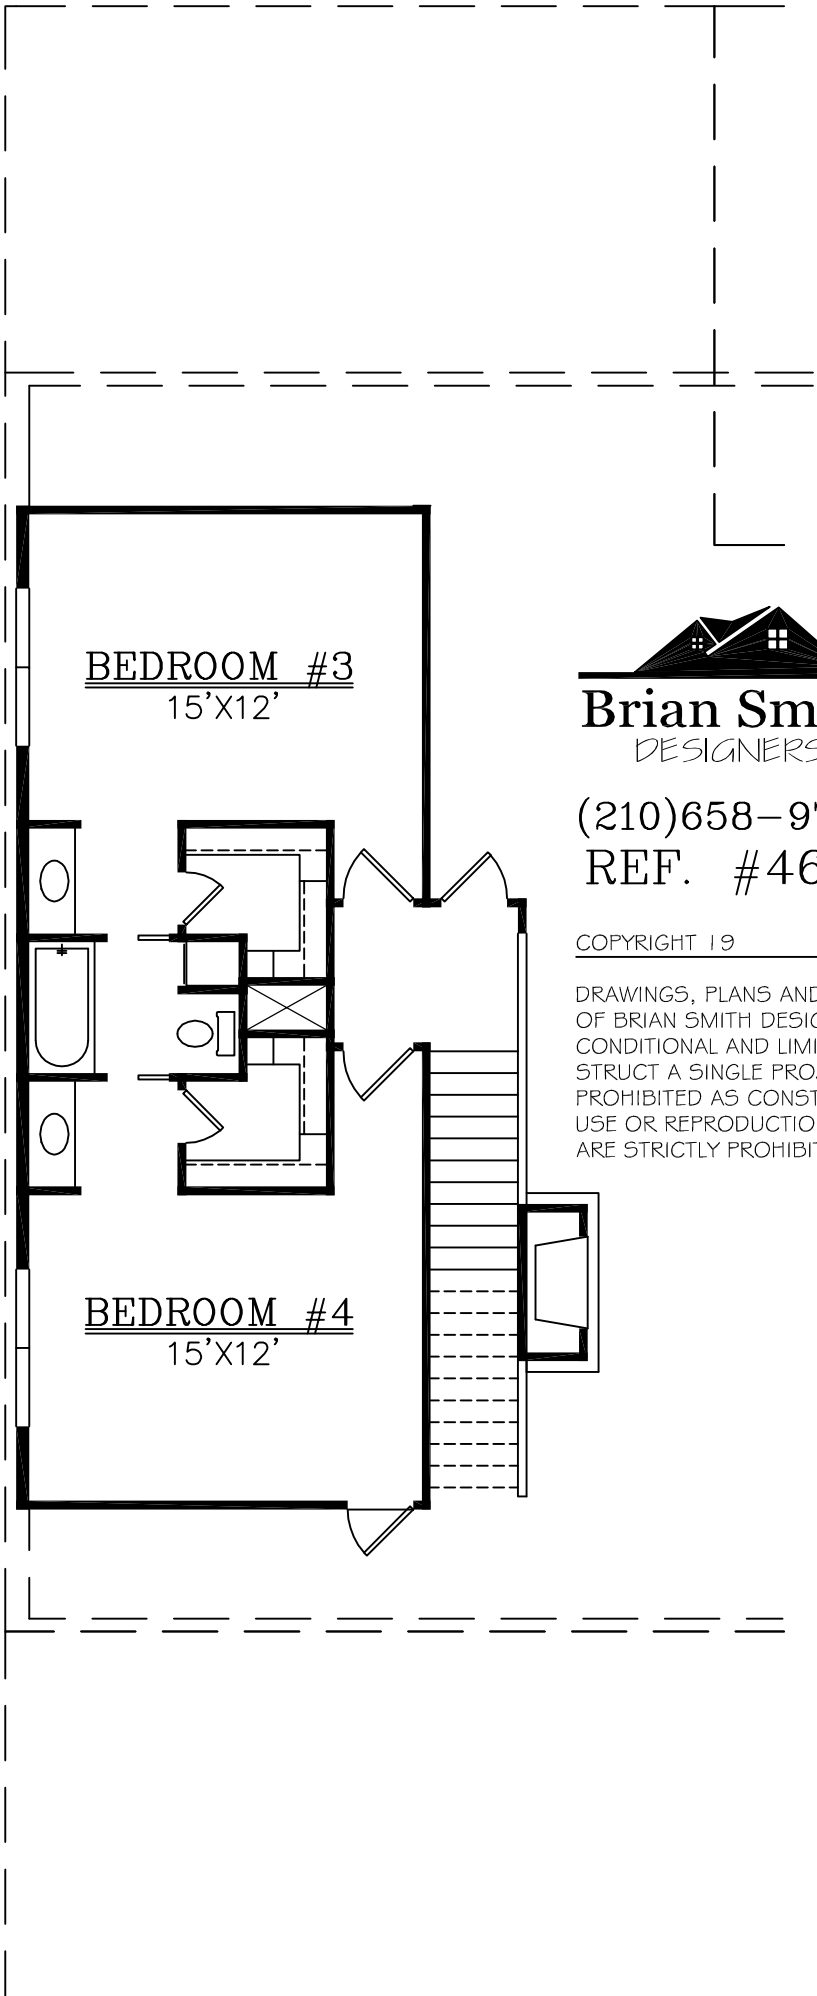 BEDROOM #3
15'X12'
Brian Sm
DESIGNERS
(210)658-9
REF. #46
COPYRIGHT 19
DRAWINGS, PLANS AND
OF BRIAN SMITH DESIG
CONDITIONAL AND LIMI
STRUCT A SINGLE PROJ
PROHIBITED AS CONST
USE OR REPRODUCTIO
ARE STRICTLY PROHIBIT
BEDROOM #4
15'X12'